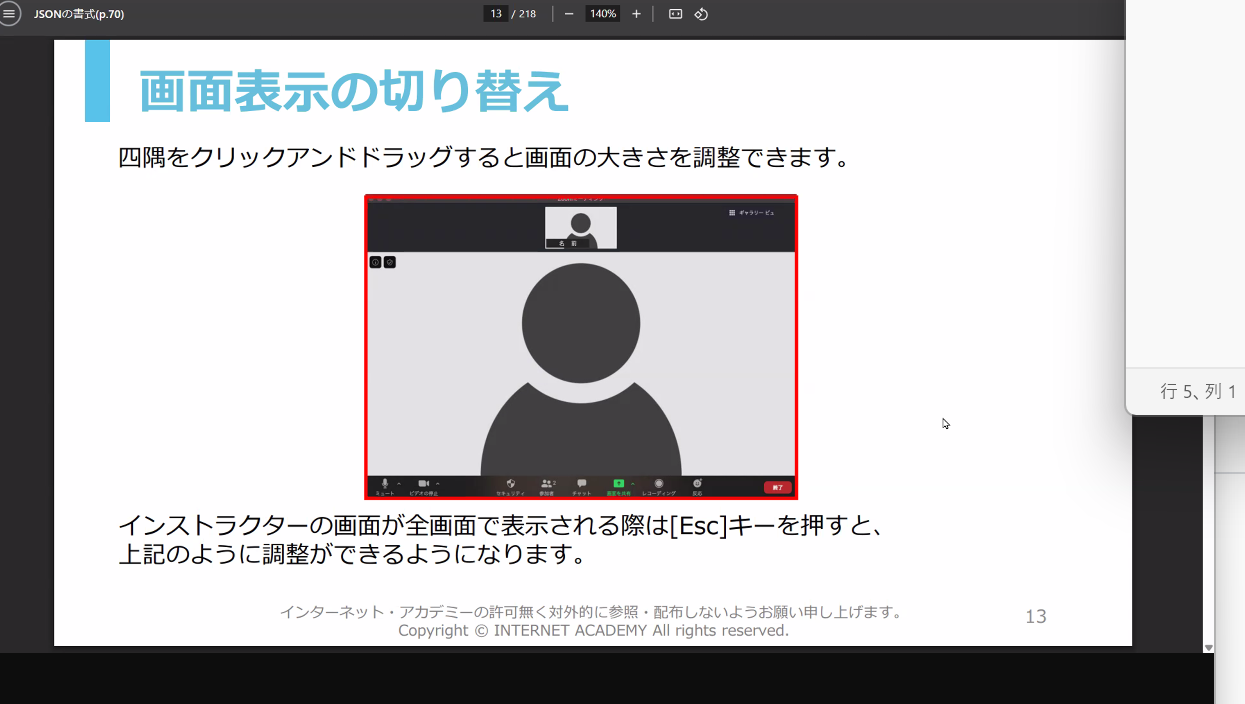 JSONの書式(p.70)
13 / 218
140%
画面表示の切り替え
四隅をクリックアンドドラッグすると画面の大きさを調整できます。
ギャラリー ビュ
名 前
ミュート
ビデオの停止
セキュリティ
参加者
2
チャット
画面を共有
レコーディング
反応
終了
インストラクターの画面が全画面で表示される際は[Esc]キーを押すと、
上記のように調整ができるようになります。
インターネット・アカデミーの許可無く対外的に参照・配布しないようお願い申し上げます。
Copyright © INTERNET ACADEMY All rights reserved.
13
行 5、列 1